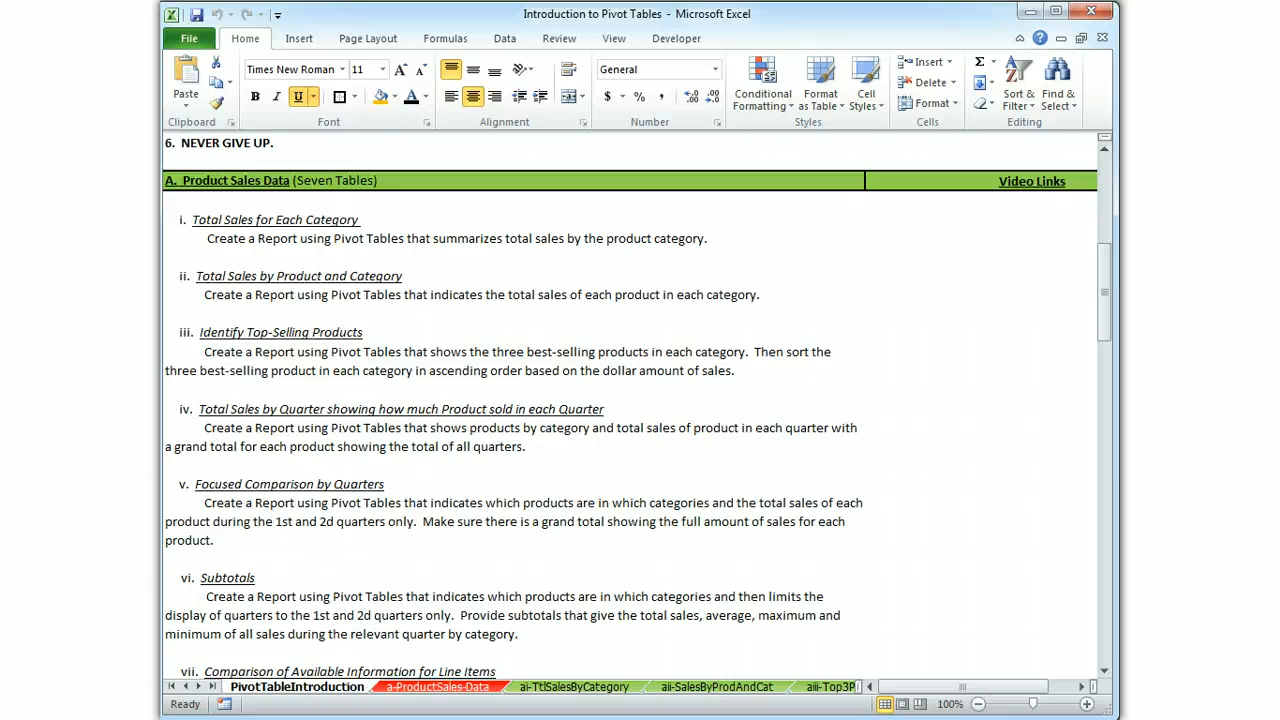 Introduction to Pivot Tables - Microsoft Excel
File Home Insert Page Layout Formulas Data Review View Developer
Times New Roman 11 General Insert Σ
Paste B I U A $ % , Conditional Formatting Format as Table Cell Styles Delete Format Sort & Filter Find & Select
Clipboard Font Alignment Number Styles Cells Editing
6. NEVER GIVE UP.
A. Product Sales Data (Seven Tables) Video Links
i. Total Sales for Each Category
Create a Report using Pivot Tables that summarizes total sales by the product category.
ii. Total Sales by Product and Category
Create a Report using Pivot Tables that indicates the total sales of each product in each category.
iii. Identify Top-Selling Products
Create a Report using Pivot Tables that shows the three best-selling products in each category. Then sort the
three best-selling product in each category in ascending order based on the dollar amount of sales.
iv. Total Sales by Quarter showing how much Product sold in each Quarter
Create a Report using Pivot Tables that shows products by category and total sales of product in each quarter with
a grand total for each product showing the total of all quarters.
v. Focused Comparison by Quarters
Create a Report using Pivot Tables that indicates which products are in which categories and the total sales of each
product during the 1st and 2d quarters only. Make sure there is a grand total showing the full amount of sales for each
product.
vi. Subtotals
Create a Report using Pivot Tables that indicates which products are in which categories and then limits the
display of quarters to the 1st and 2d quarters only. Provide subtotals that give the total sales, average, maximum and
minimum of all sales during the relevant quarter by category.
vii. Comparison of Available Information for Line Items
PivotTableIntroduction a-ProductSales-Data ai-TtlSalesByCategory aii-SalesByProdAndCat aiii-Top3P
Ready 100%